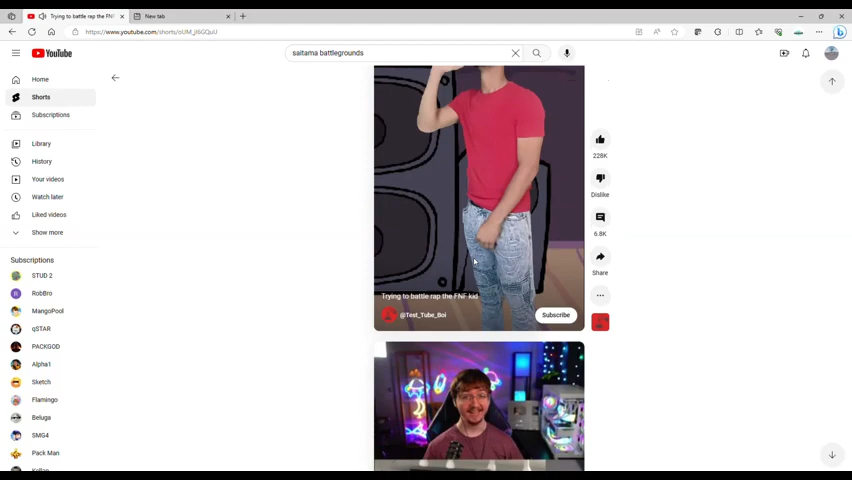 Trying to battle rap the FNF
New tab
https://www.youtube.com/shorts/oUM_jI6GQuU
YouTube
saitama battlegrounds
Home
Shorts
Subscriptions
Library
History
Your videos
Watch later
Liked videos
Show more
Subscriptions
STUD 2
RobBro
MangoPool
qSTAR
PACKGOD
Alpha1
Sketch
Flamingo
Beluga
SMG4
Pack Man
228K
Dislike
6.8K
Share
Trying to battle rap the FNF kid
@Test_Tube_Boi
Subscribe